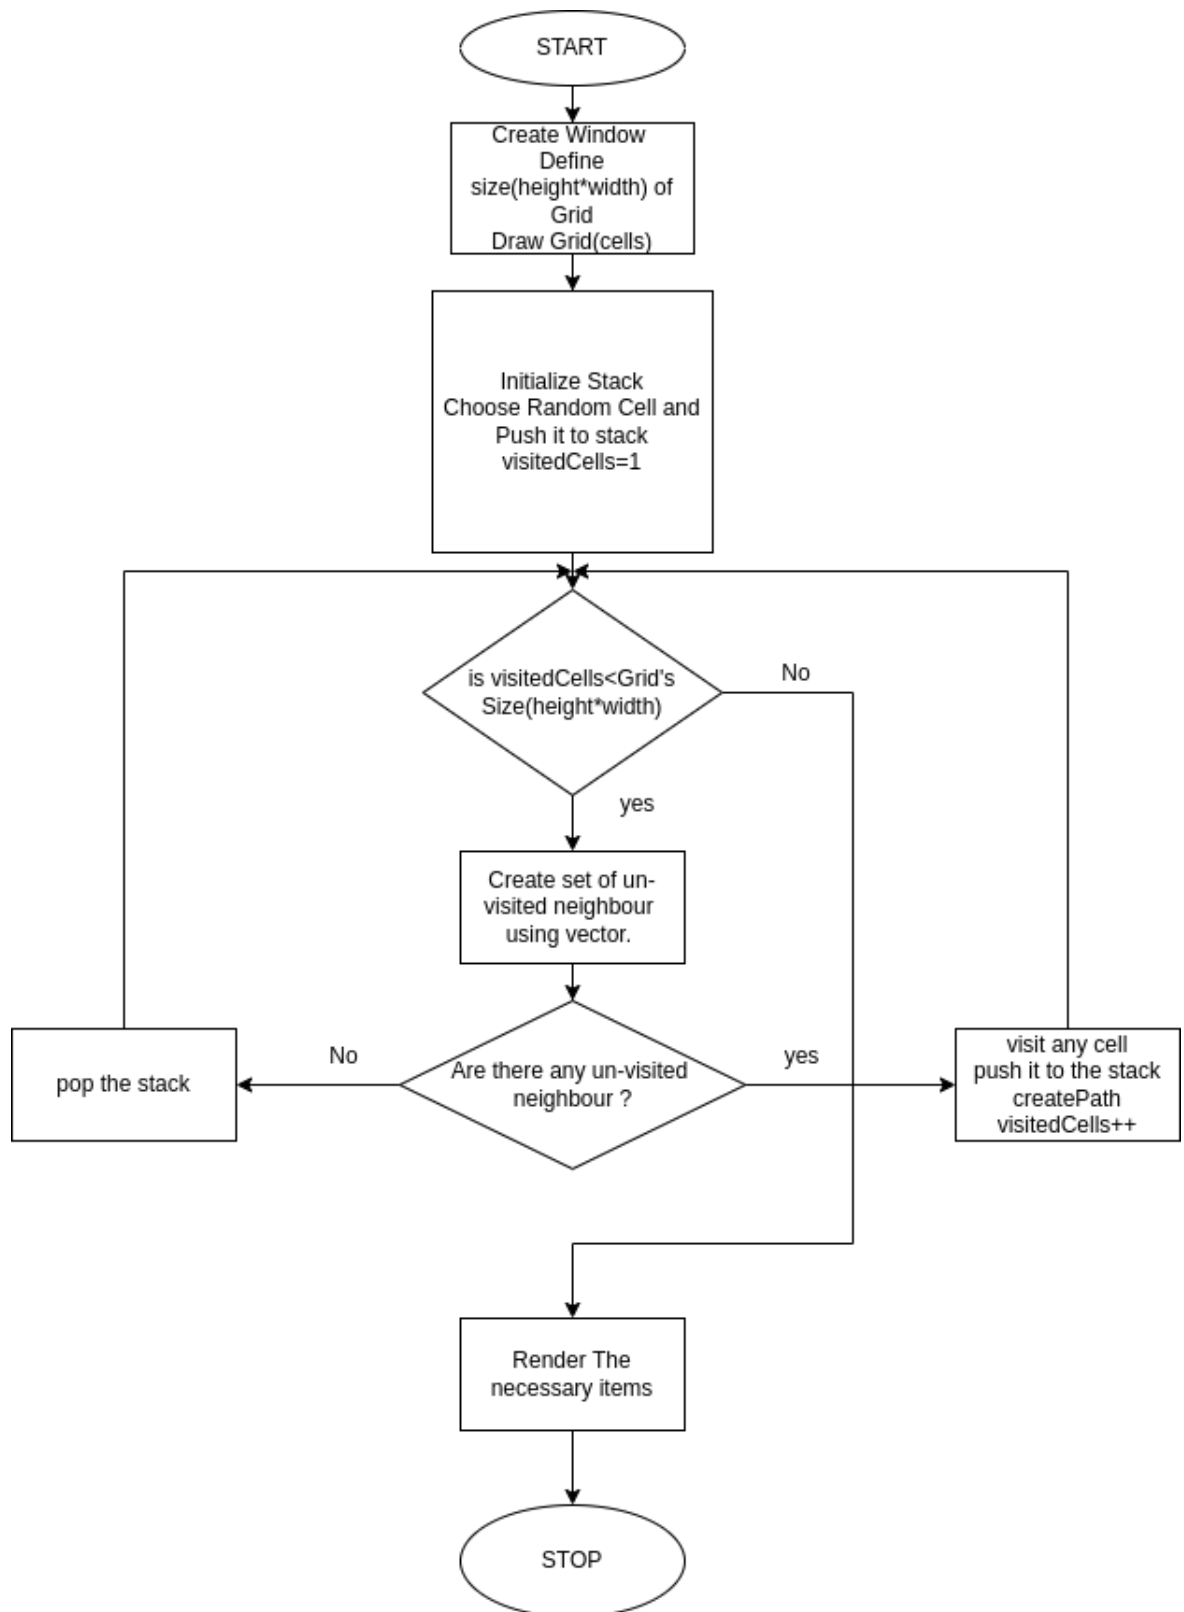 START
Create Window
Define
size(height*width) of
Grid
Draw Grid(cells)
Initialize Stack
Choose Random Cell and
Push it to stack
visitedCells=1
is visitedCells<Grid's
Size(height*width)
No
yes
Create set of un-
visited neighbour
using vector.
Are there any un-visited
neighbour ?
No
pop the stack
yes
visit any cell
push it to the stack
createPath
visitedCells++
Render The
necessary items
STOP